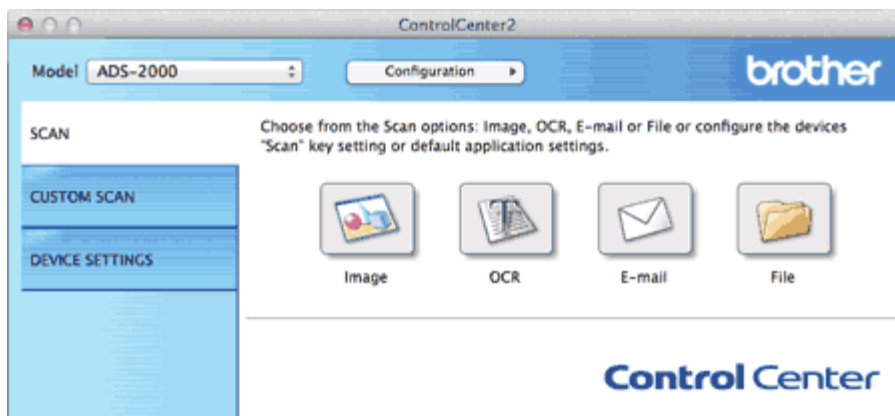 ControlCenter2
Model ADS-2000 Configuration brother
SCAN
CUSTOM SCAN
DEVICE SETTINGS
Choose from the Scan options: Image, OCR, E-mail or File or configure the devices
"Scan" key setting or default application settings.
Image OCR E-mail File
Control Center